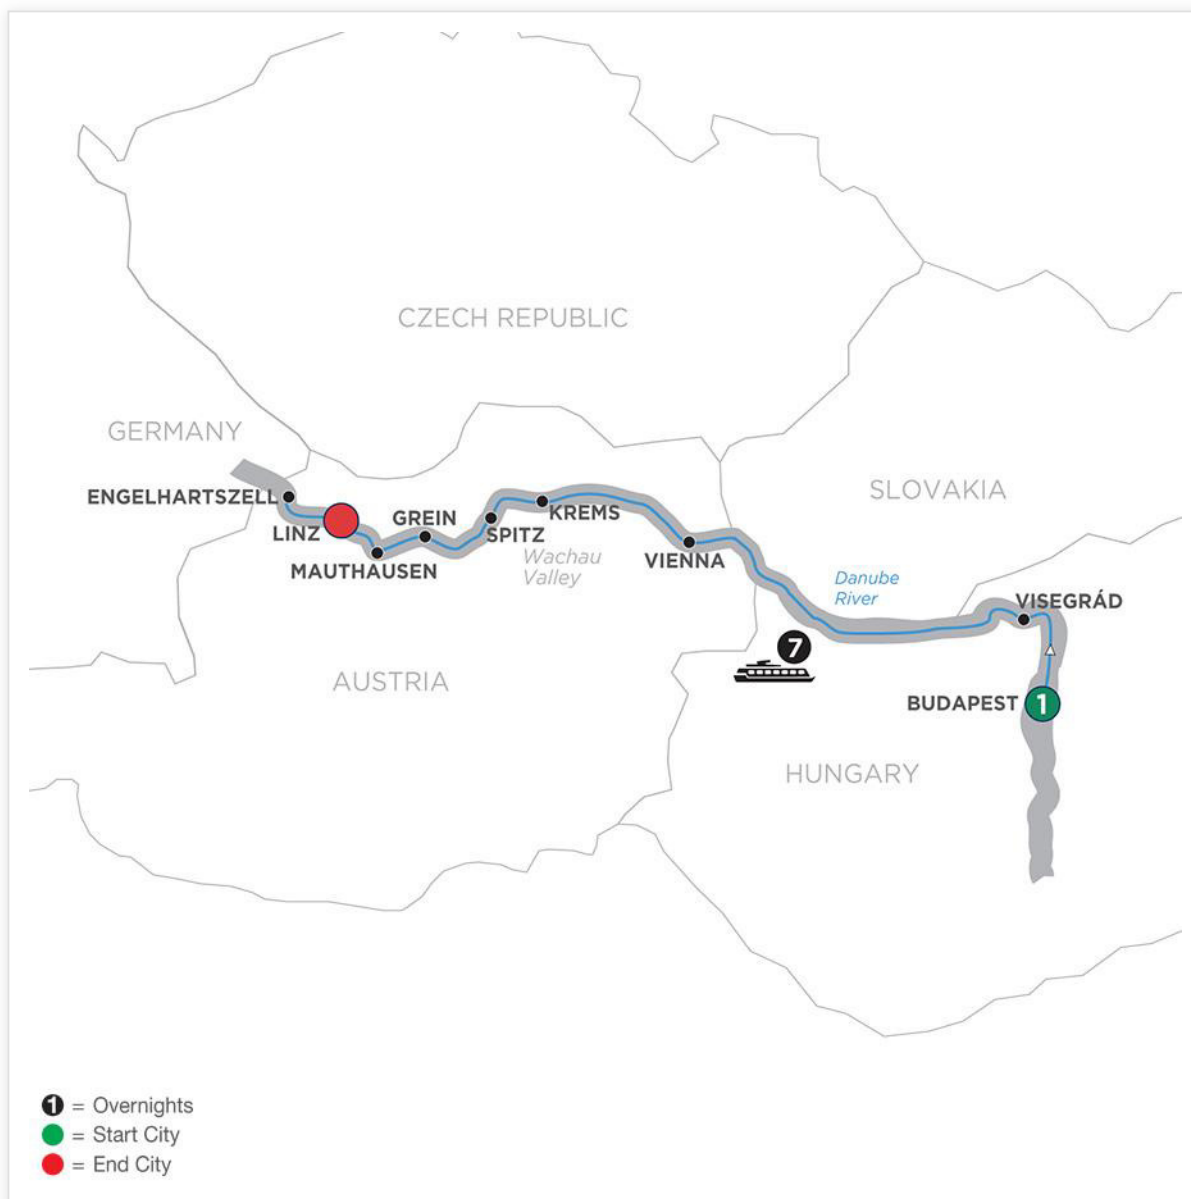 CZECH REPUBLIC
GERMANY
ENGELHARTSZELL
SLOVAKIA
GREIN
KREMS
LINZ
SPITZ
MAUTHAUSEN
Wachau
Valley
VIENNA
Danube
River
VISEGRÁD
7
AUSTRIA
BUDAPEST 1
HUNGARY
1 = Overnights
= Start City
= End City